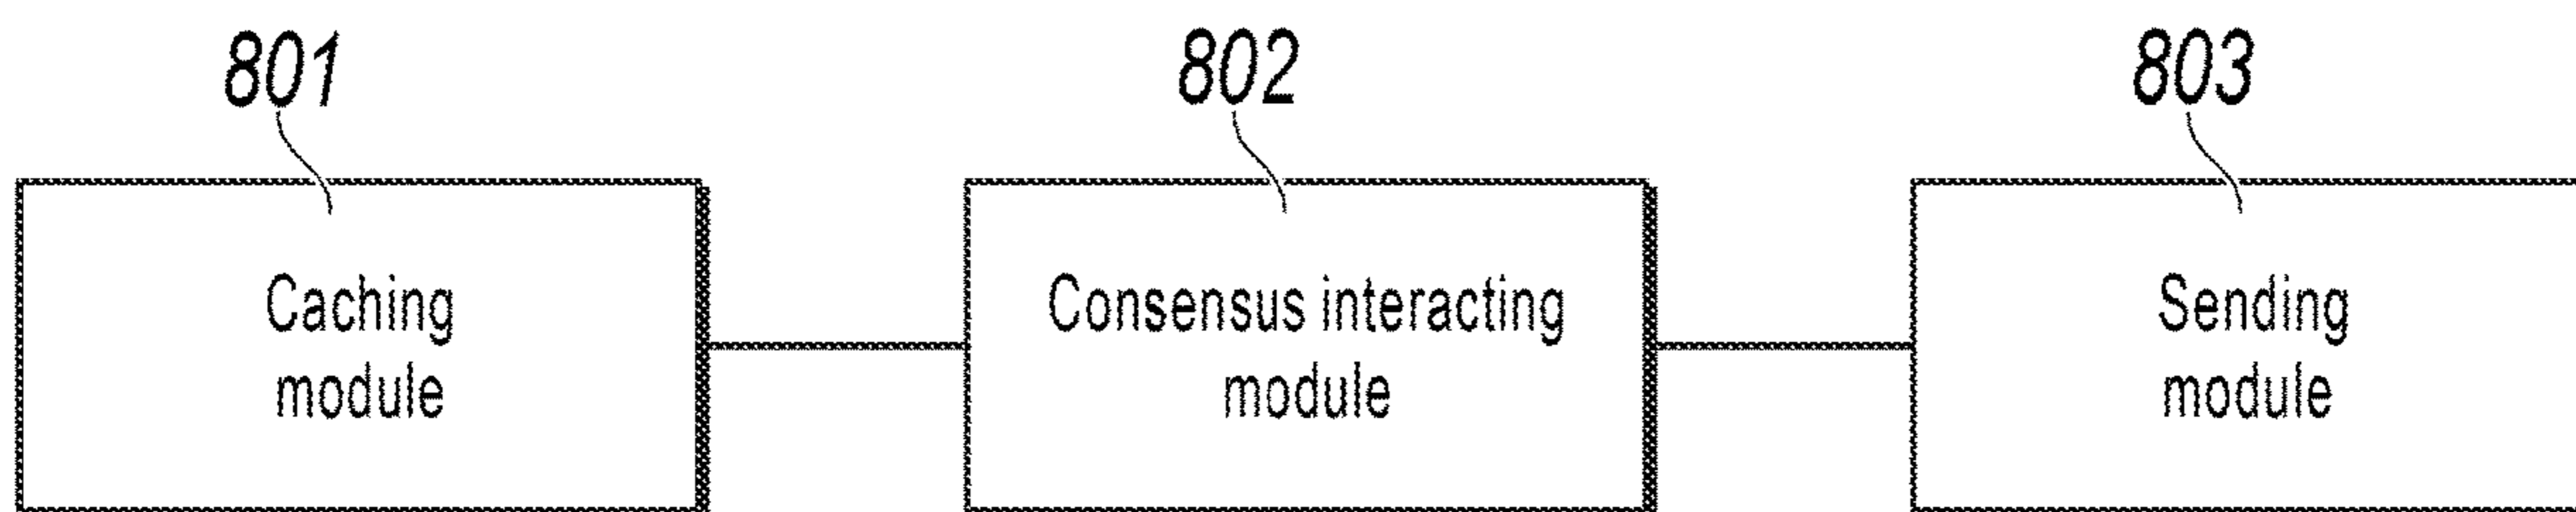 801
802
803
Caching
module
Consensus interacting
module
Sending
module